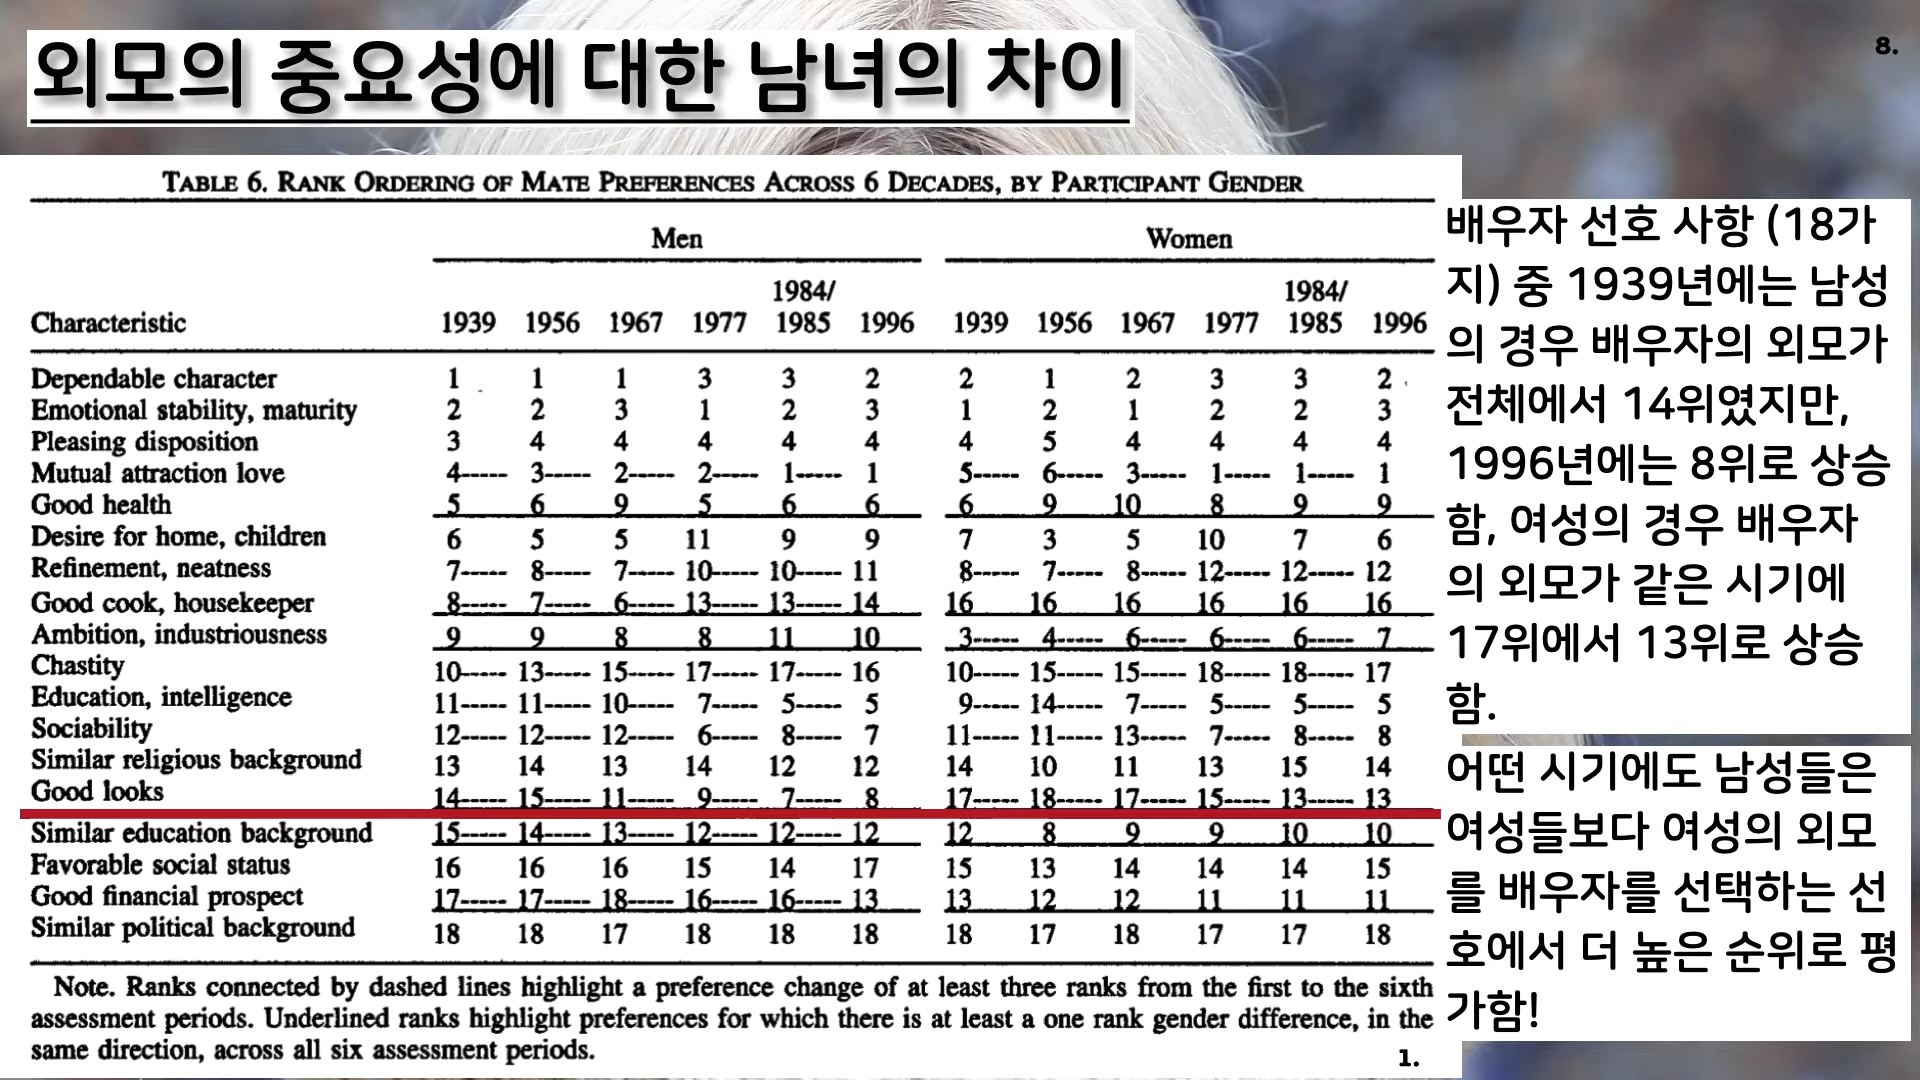 외모의 중요성에 대한 남녀의 차이
8.
TABLE 6. RANK ORDERING OF MATE PREFERENCES ACROSS 6 DECADES, BY PARTICIPANT GENDER
Men Women
1984/ 1984/
Characteristic 1939 1956 1967 1977 1985 1996 1939 1956 1967 1977 1985 1996
Dependable character 1 1 1 3 3 2 2 1 2 3 3 2
Emotional stability, maturity 2 2 3 1 2 3 1 2 1 2 2 3
Pleasing disposition 3 4 4 4 4 4 4 5 4 4 4 4
Mutual attraction love 4----- 3----- 2----- 2----- 1----- 1 5----- 6----- 3----- 1----- 1----- 1
Good health 5 6 9 5 6 6 6 9 10 8 9 9
Desire for home, children 6 5 5 11 9 9 7 3 5 10 7 6
Refinement, neatness 7----- 8----- 7----- 10----- 10----- 11 8----- 7----- 8----- 12----- 12----- 12
Good cook, housekeeper 8----- 7----- 6----- 13----- 13----- 14 16 16 16 16 16 16
Ambition, industriousness 9 9 8 8 11 10 3----- 4----- 6----- 6----- 6----- 7
Chastity 10----- 13----- 15----- 17----- 17----- 16 10----- 15----- 15----- 18----- 18----- 17
Education, intelligence 11----- 11----- 10----- 7----- 5----- 5 9----- 14----- 7----- 5----- 5----- 5
Sociability 12----- 12----- 12----- 6----- 8----- 7 11----- 11----- 13----- 7----- 8----- 8
Similar religious background 13 14 13 14 12 12 14 10 11 13 15 14
Good looks 14----- 15----- 11----- 9----- 7----- 8 17----- 18----- 17----- 15----- 13----- 13
Similar education background 15----- 14----- 13----- 12----- 12----- 12 12 8 9 9 10 10
Favorable social status 16 16 16 15 14 17 15 13 14 14 14 15
Good financial prospect 17----- 17----- 18----- 16----- 16----- 13 13 12 12 11 11 11
Similar political background 18 18 17 18 18 18 18 17 18 17 17 18
Note. Ranks connected by dashed lines highlight a preference change of at least three ranks from the first to the sixth
assessment periods. Underlined ranks highlight preferences for which there is at least a one rank gender difference, in the
same direction, across all six assessment periods.
1.
배우자 선호 사항 (18가
지) 중 1939년에는 남성
의 경우 배우자의 외모가
전체에서 14위였지만,
1996년에는 8위로 상승
함, 여성의 경우 배우자
의 외모가 같은 시기에
17위에서 13위로 상승
함.
어떤 시기에도 남성들은
여성들보다 여성의 외모
를 배우자를 선택하는 선
호에서 더 높은 순위로 평
가함!